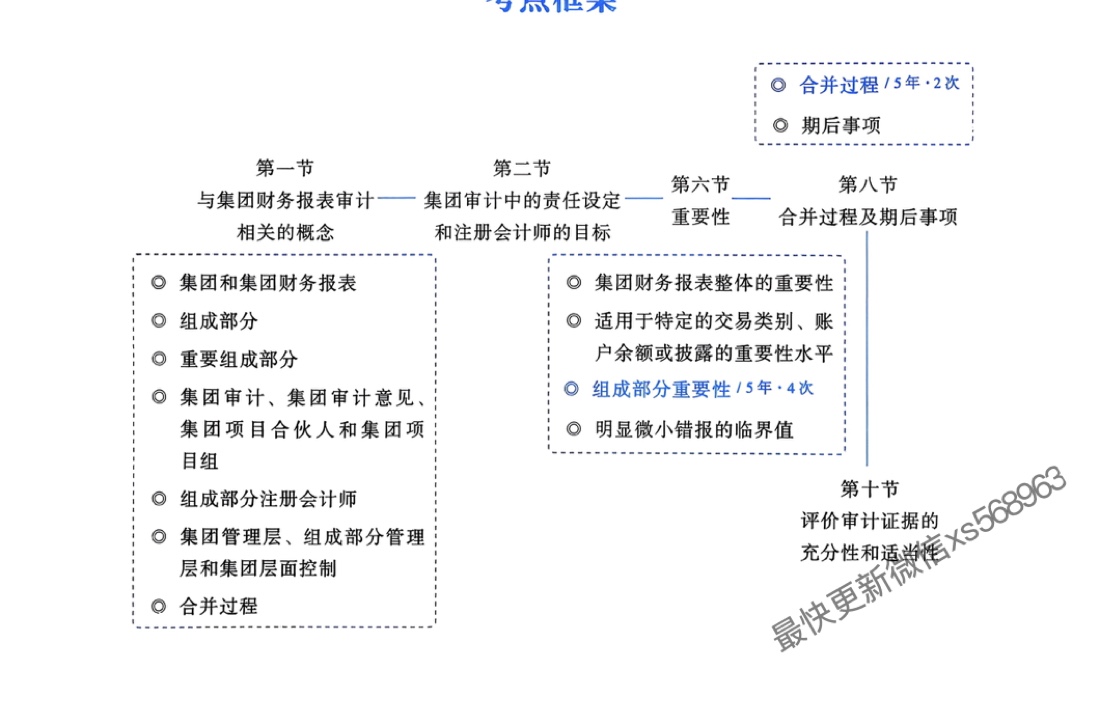 考点框架
◎ 合并过程 / 5年·2次
◎ 期后事项
第一节
与集团财务报表审计
相关的概念
第二节
集团审计中的责任设定
和注册会计师的目标
第六节
重要性
第八节
合并过程及期后事项
◎ 集团和集团财务报表
◎ 组成部分
◎ 重要组成部分
◎ 集团审计、集团审计意见、
集团项目合伙人和集团项
目组
◎ 组成部分注册会计师
◎ 集团管理层、组成部分管理
层和集团层面控制
◎ 合并过程
◎ 集团财务报表整体的重要性
◎ 适用于特定的交易类别、账
户余额或披露的重要性水平
◎ 组成部分重要性 / 5年·4次
◎ 明显微小错报的临界值
第十节
评价审计证据的
充分性和适当性
最快更新微信xs568963